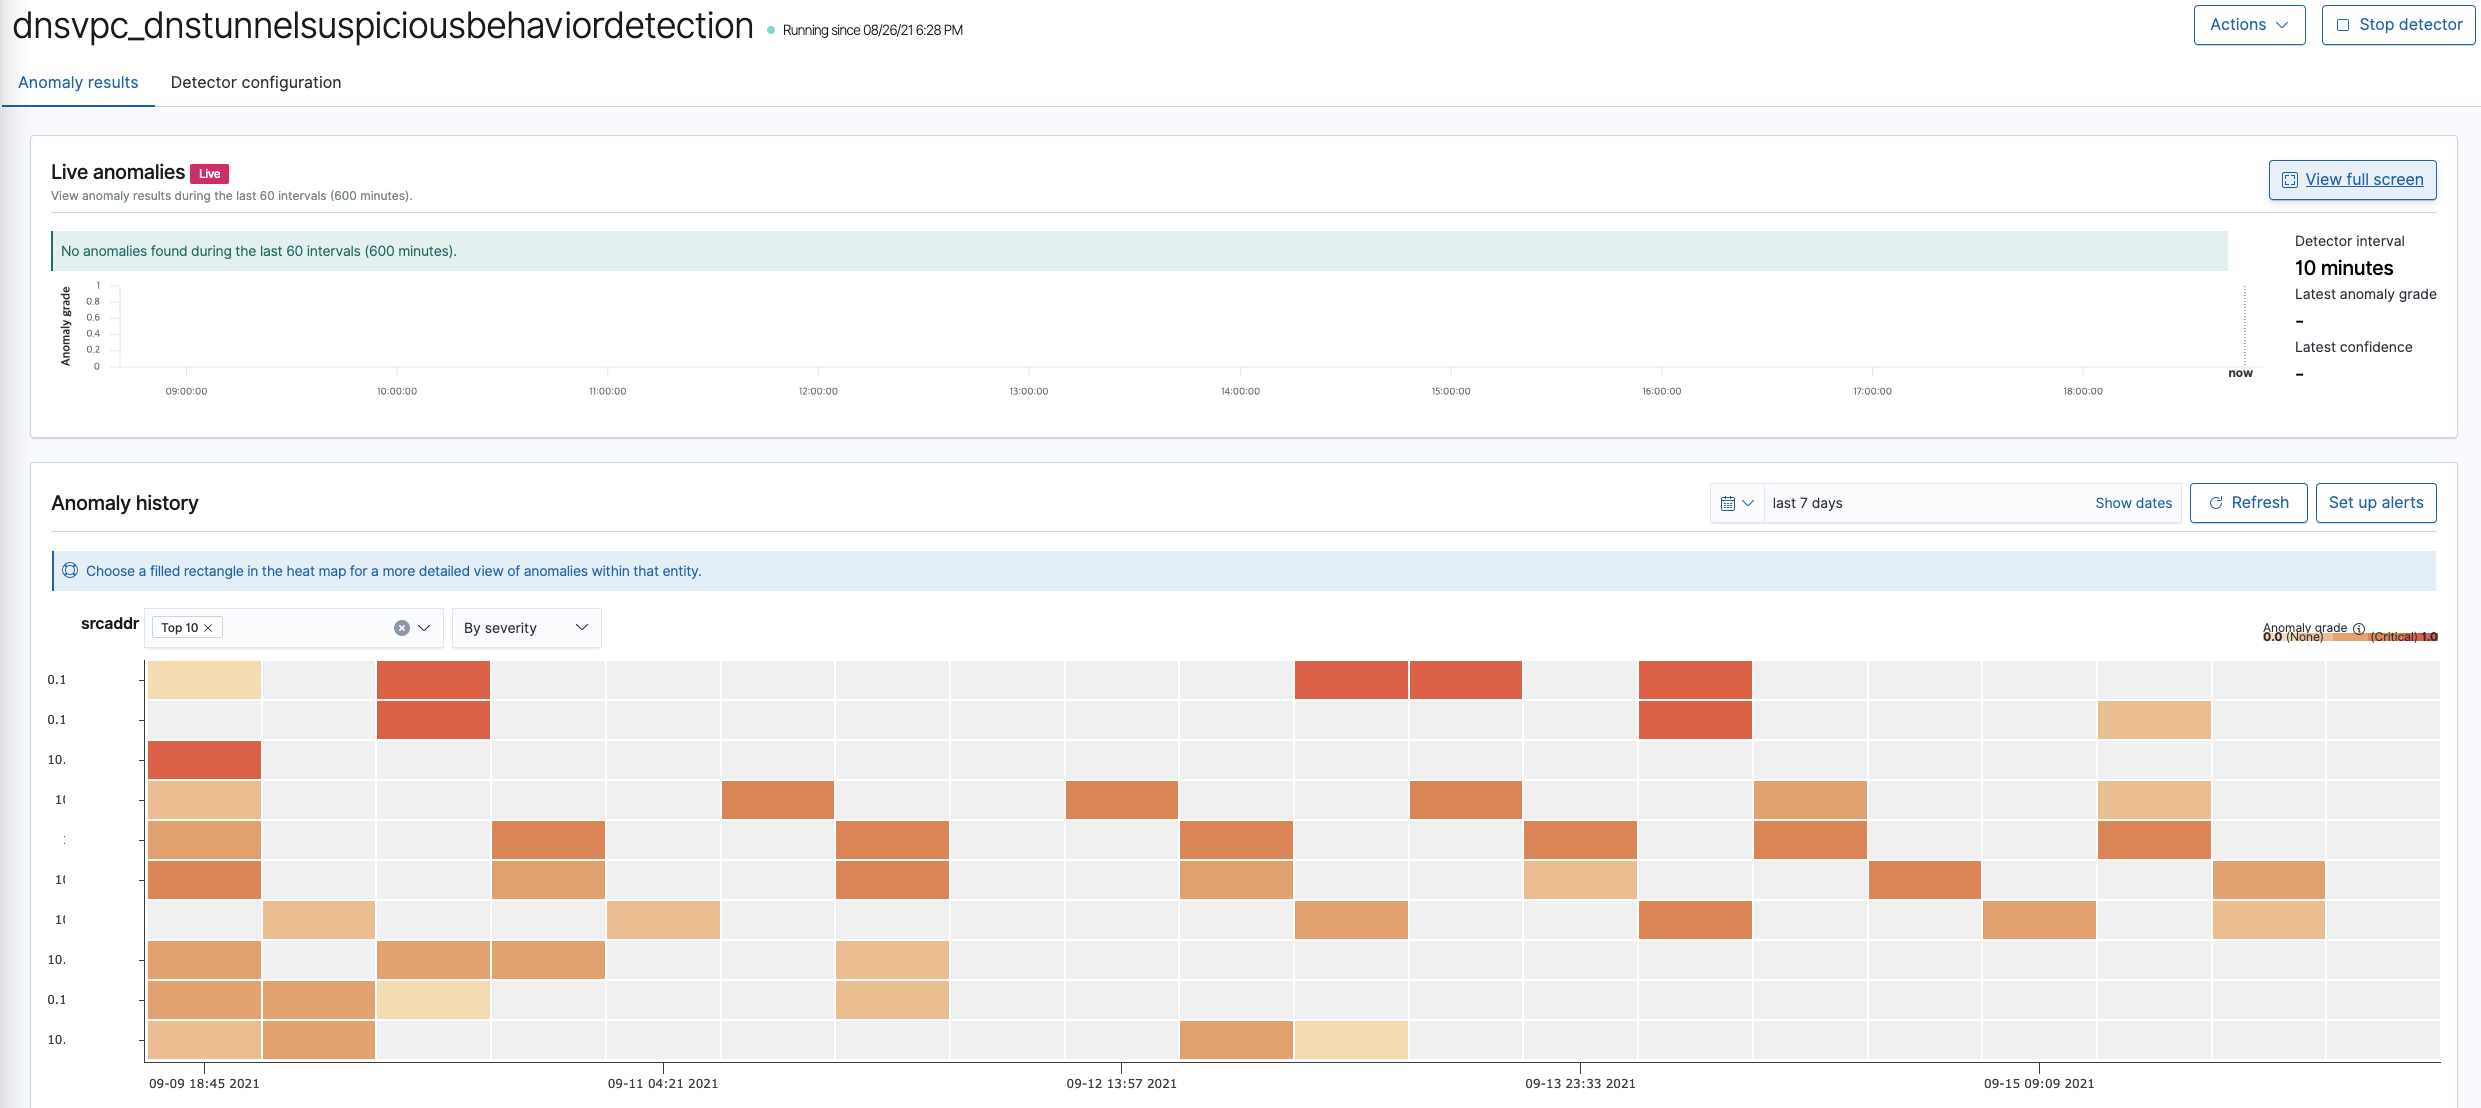 dnsvpc_dnstunnelsuspiciousbehaviordetection Running since 08/26/21 6:28 PM Actions Stop detector
Anomaly results Detector configuration
Live anomalies Live
View full screen
View anomaly results during the last 60 intervals (600 minutes).
No anomalies found during the last 60 intervals (600 minutes).
Detector interval
10 minutes
Latest anomaly grade
-
Latest confidence
-
Anomaly grade
1
0.8
0.6
0.4
0.2
0
now
09:00:00 10:00:00 11:00:00 12:00:00 13:00:00 14:00:00 15:00:00 16:00:00 17:00:00 18:00:00
Anomaly history last 7 days Show dates Refresh Set up alerts
Choose a filled rectangle in the heat map for a more detailed view of anomalies within that entity.
srcaddr Top 10 By severity
Anomaly grade
0.0 (None) (Critical) 1.0
0.1
0.1
10.
10
10
10
10.
0.1
10.
09-09 18:45 2021 09-11 04:21 2021 09-12 13:57 2021 09-13 23:33 2021 09-15 09:09 2021